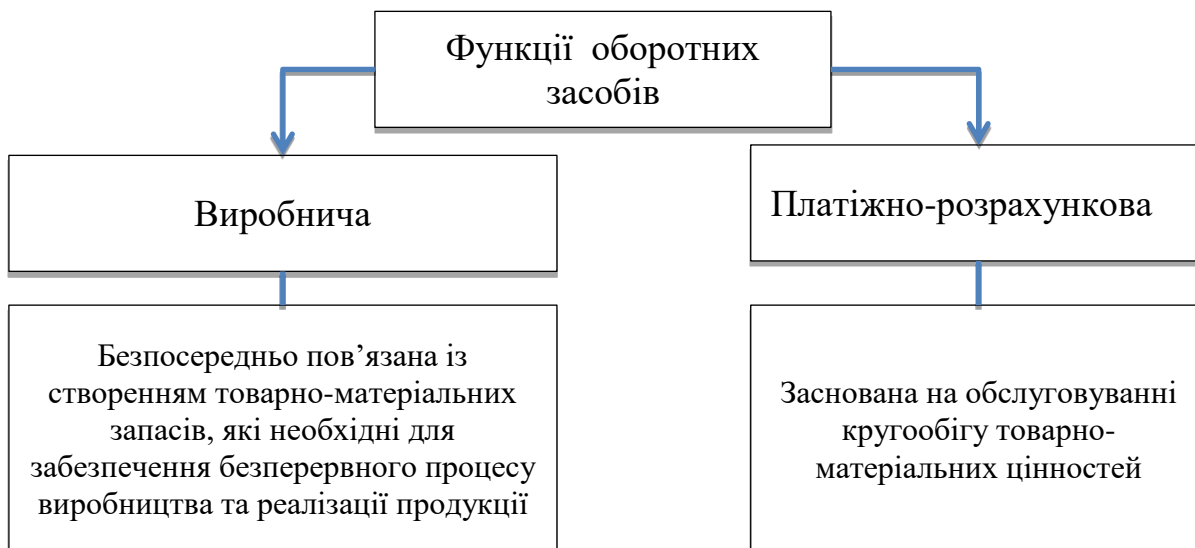 Функції оборотних
засобів
Виробнича
Платіжно-розрахункова
Безпосередньо пов’язана із
створенням товарно-матеріальних
запасів, які необхідні для
забезпечення безперервного процесу
виробництва та реалізації продукції
Заснована на обслуговуванні
кругообігу товарно-
матеріальних цінностей